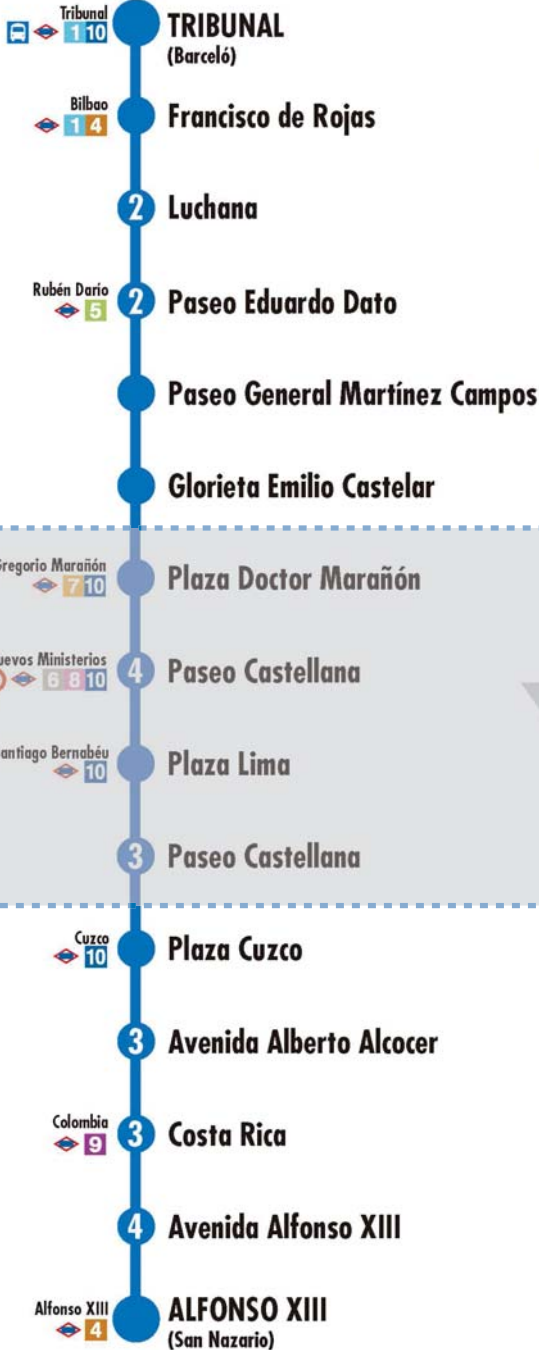 Tribunal
1 10
TRIBUNAL
(Barceló)
Bilbao
1 4
Francisco de Rojas
2
Luchana
Rubén Darío
5
2
Paseo Eduardo Dato
Paseo General Martínez Campos
Glorieta Emilio Castelar
Gregorio Marañón
7 10
Plaza Doctor Marañón
uevos Ministerios
6 8 10
4
Paseo Castellana
antiago Bernabéu
10
Plaza Lima
3
Paseo Castellana
Cuzco
10
Plaza Cuzco
3
Avenida Alberto Alcocer
Colombia
9
3
Costa Rica
4
Avenida Alfonso XIII
Alfonso XIII
4
ALFONSO XIII
(San Nazario)